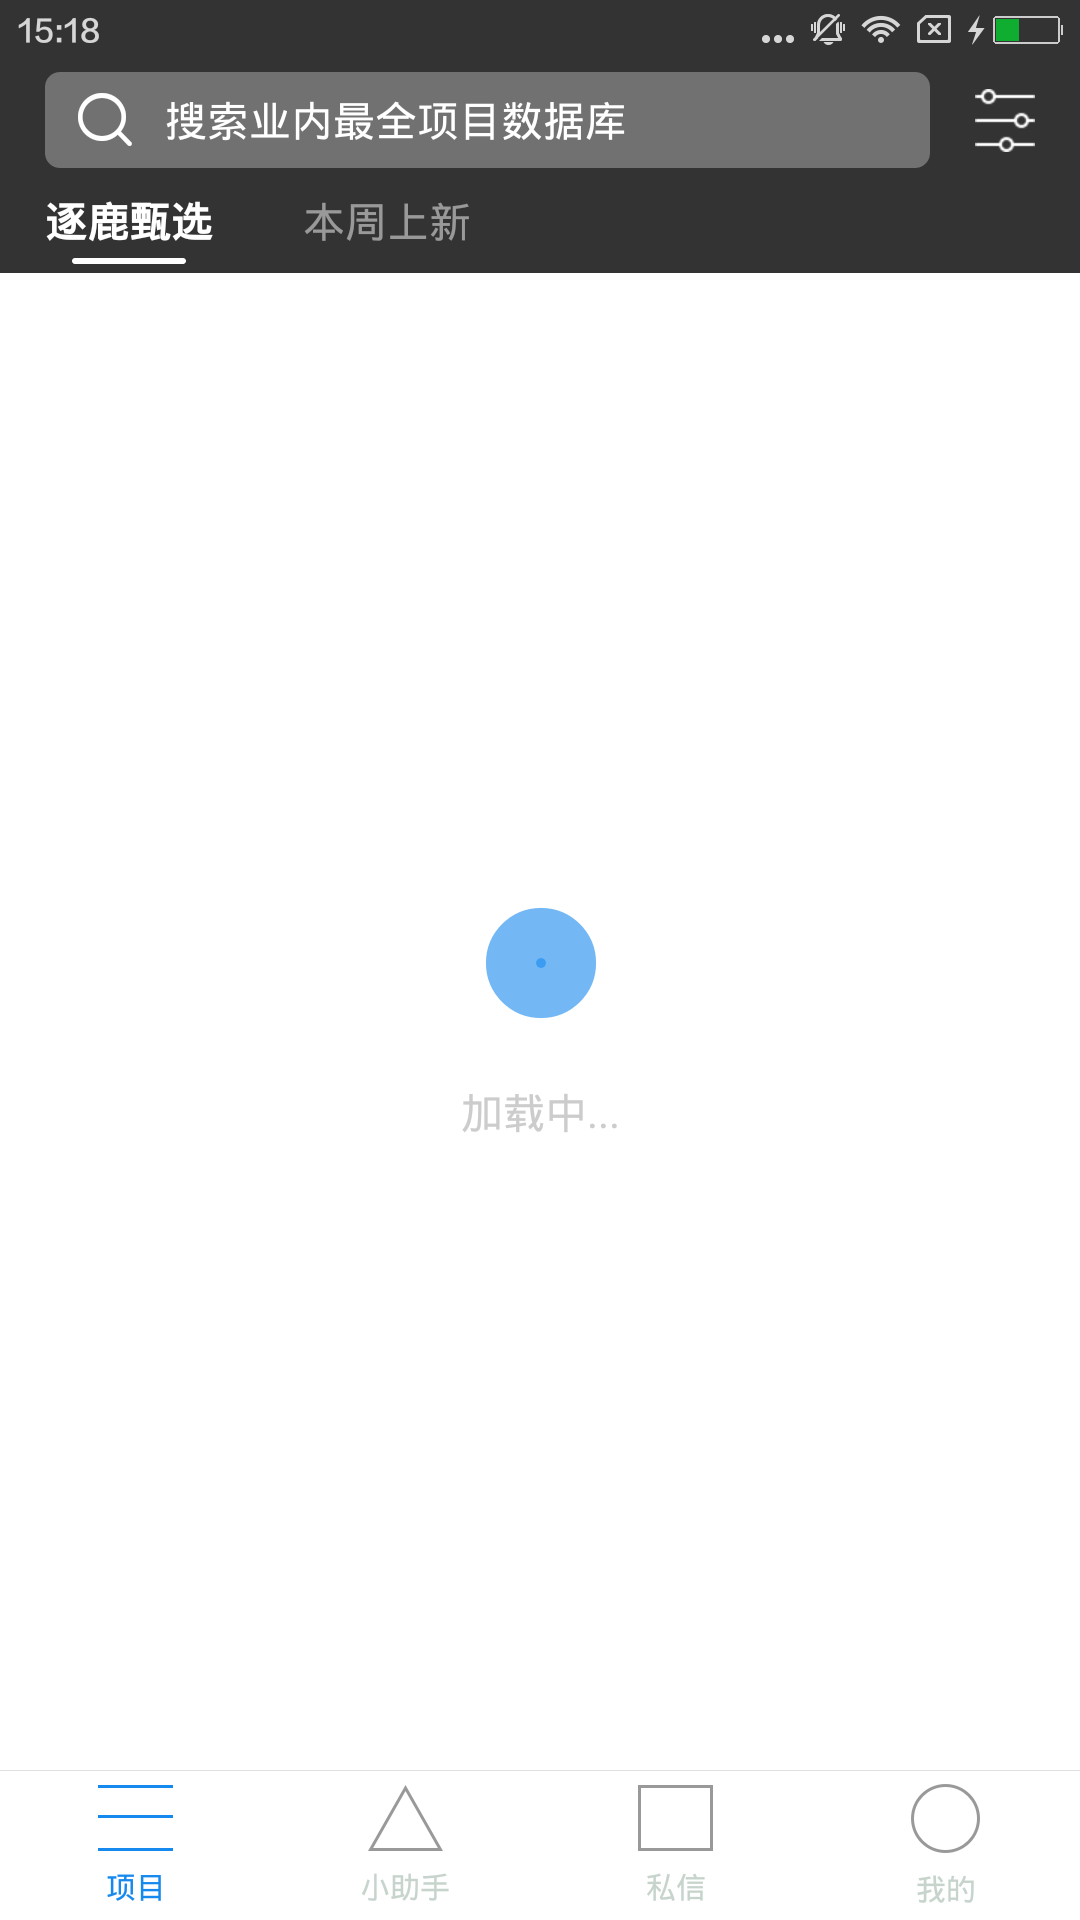 15:18
搜索业内最全项目数据库
逐鹿甄选 本周上新
加载中...
项目 小助手 私信 我的